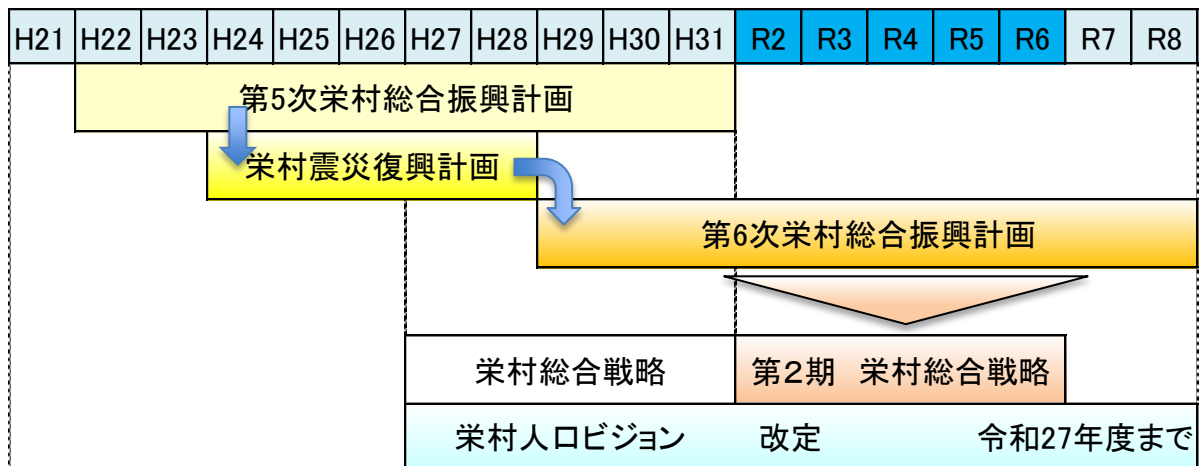 H21 H22 H23 H24 H25 H26 H27 H28 H29 H30 H31 R2 R3 R4 R5 R6 R7 R8
第5次栄村総合振興計画
栄村震災復興計画
第6次栄村総合振興計画
栄村総合戦略 第2期 栄村総合戦略
栄村人口ビジョン 改定 令和27年度まで